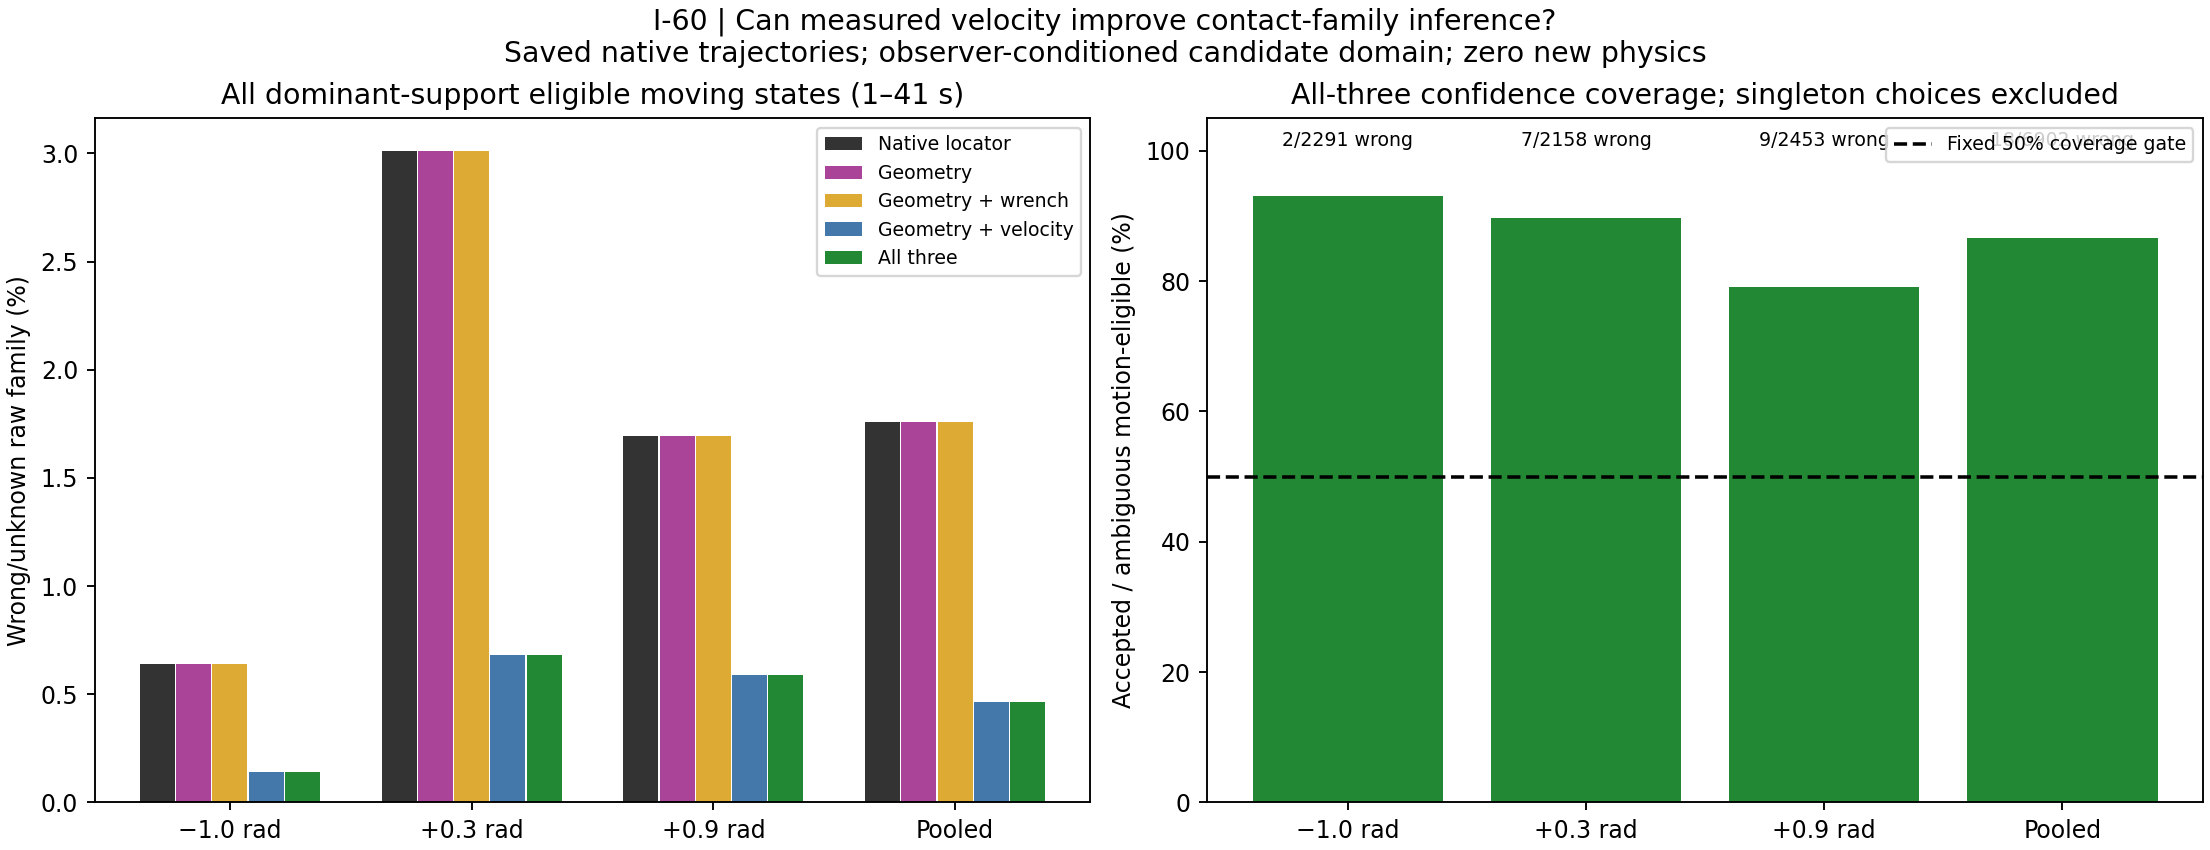 I-60 | Can measured velocity improve contact-family inference?
Saved native trajectories; observer-conditioned candidate domain; zero new physics
All dominant-support eligible moving states (1–41 s)
Wrong/unknown raw family (%)
3.0
2.5
2.0
1.5
1.0
0.5
0.0
Native locator
Geometry
Geometry + wrench
Geometry + velocity
All three
−1.0 rad
+0.3 rad
+0.9 rad
Pooled
All-three confidence coverage; singleton choices excluded
Accepted / ambiguous motion-eligible (%)
100
80
60
40
20
0
2/2291 wrong
7/2158 wrong
9/2453 wrong
18/6902 wrong
Fixed 50% coverage gate
−1.0 rad
+0.3 rad
+0.9 rad
Pooled